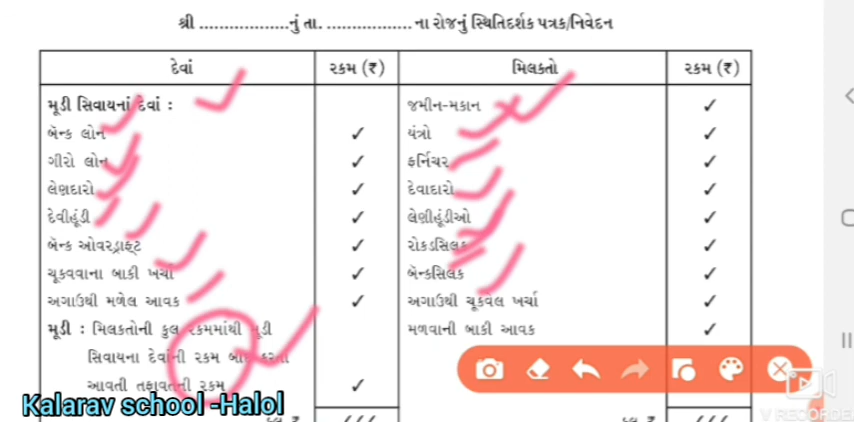 શ્રી ....................નું તા. ................... ના રોજનું સ્થિતિદર્શક પત્રક/નિવેદન
દેવાં રકમ (₹) મિલકતો રકમ (₹)
મૂડી સિવાયનાં દેવાં : જમીન-મકાન ✓
બૅન્ક લોન ✓ યંત્રો ✓
ગીરો લોન ✓ ફર્નિચર ✓
લેણદારો ✓ દેવાદારો ✓
દેવીહૂંડી ✓ લેણીહૂંડીઓ ✓
બૅન્ક ઓવરડ્રાફ્ટ ✓ રોકડસિલક ✓
ચૂકવવાના બાકી ખર્ચા ✓ બૅન્કસિલક ✓
અગાઉથી મળેલ આવક ✓ અગાઉથી ચૂકવેલ ખર્ચા ✓
મૂડી : મિલકતોની કુલ રકમમાંથી મૂડી મળવાની બાકી આવક ✓
સિવાયના દેવાંની રકમ બાદ કરતાં
આવતી તફાવતની રકમ ✓
Kalarav school -Halol
V RECORDER